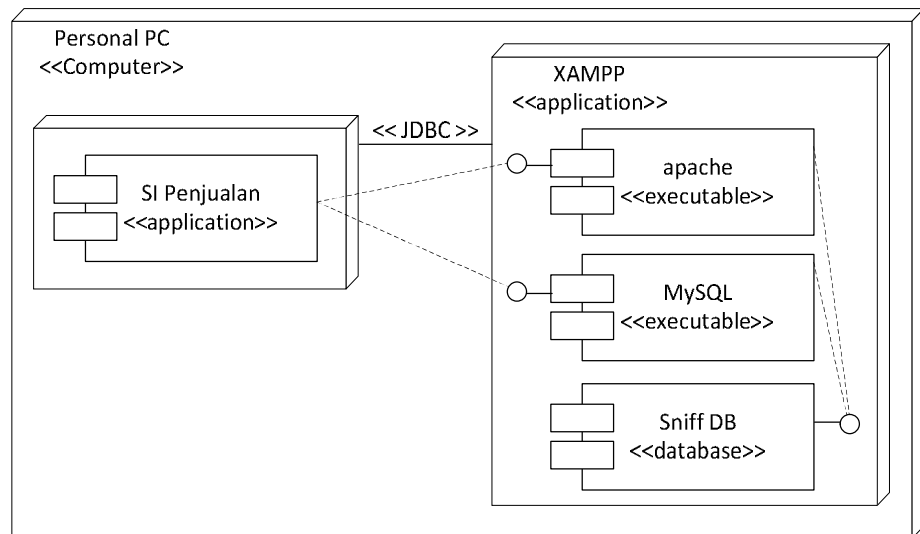 Personal PC
<<Computer>>
XAMPP
<<application>>
<< JDBC >>
SI Penjualan
<<application>>
apache
<<executable>>
MySQL
<<executable>>
Sniff DB
<<database>>